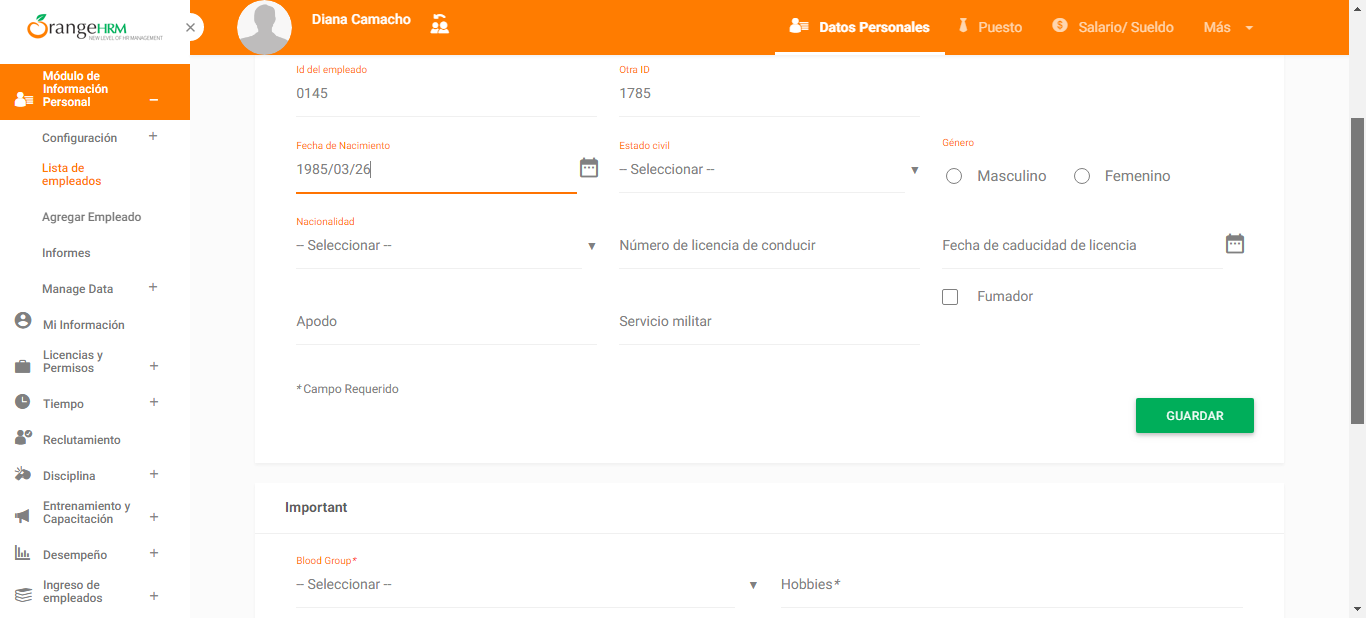 OrangeHRM
NEW LEVEL OF HR MANAGEMENT
Diana Camacho
Datos Personales
Puesto
Salario/ Sueldo
Más
Módulo de
Información
Personal
Configuración
Lista de
empleados
Agregar Empleado
Informes
Manage Data
Mi Información
Licencias y
Permisos
Tiempo
Reclutamiento
Disciplina
Entrenamiento y
Capacitación
Desempeño
Ingreso de
empleados
Id del empleado
0145
Otra ID
1785
Fecha de Nacimiento
1985/03/26
Estado civil
-- Seleccionar --
Género
Masculino
Femenino
Nacionalidad
-- Seleccionar --
Número de licencia de conducir
Fecha de caducidad de licencia
Fumador
Apodo
Servicio militar
* Campo Requerido
GUARDAR
Important
Blood Group*
-- Seleccionar --
Hobbies*